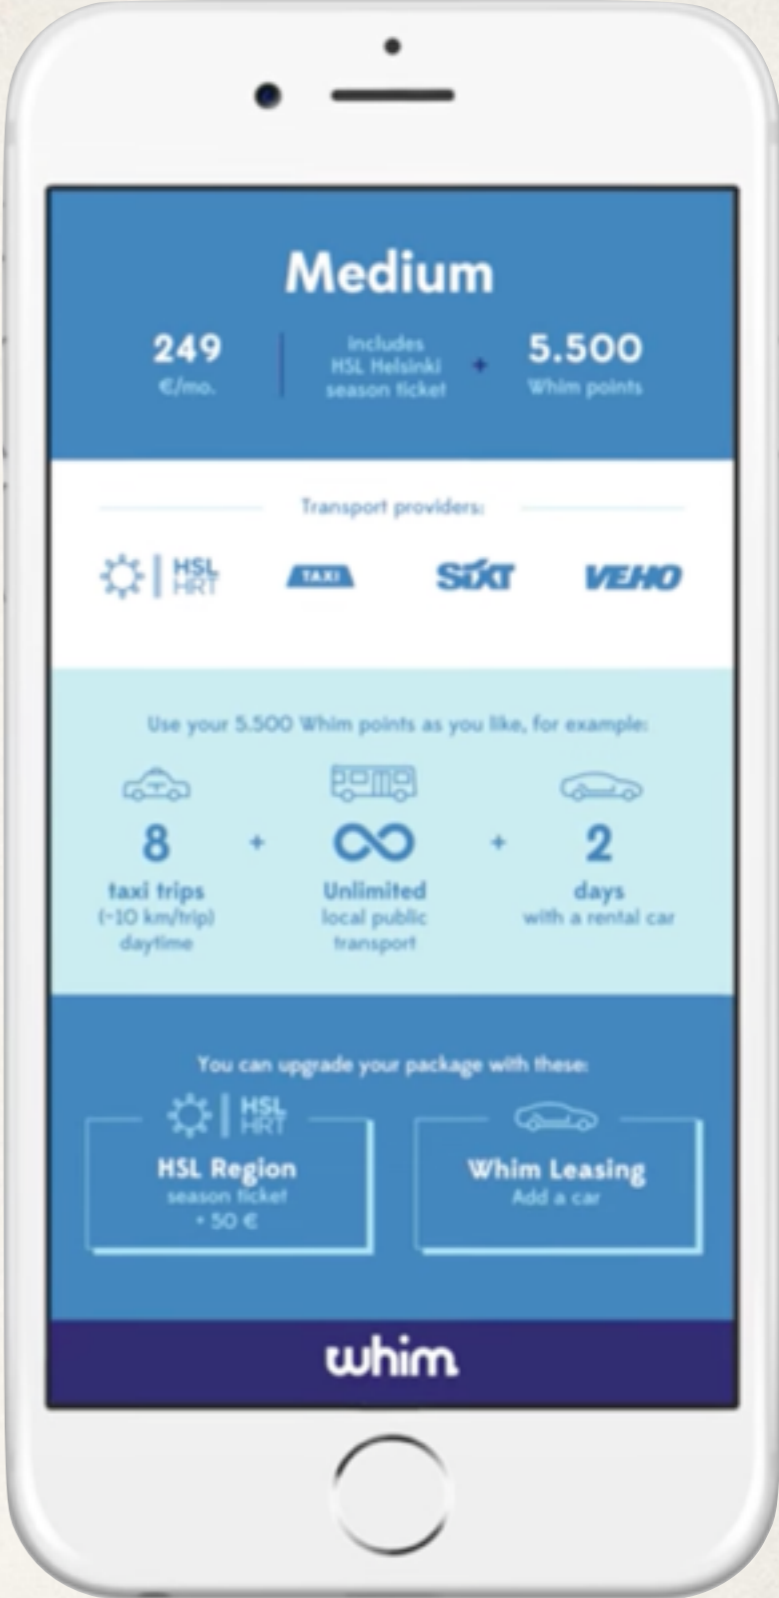 Medium
249
€/mo.
includes
HSL Helsinki
season ticket
+
5.500
Whim points
Transport providers:
HSL
HRT
TAXI
SiXT
VEHO
Use your 5.500 Whim points as you like, for example:
8
taxi trips
(~10 km/trip)
daytime
+
∞
Unlimited
local public
transport
+
2
days
with a rental car
You can upgrade your package with these:
HSL
HRT
HSL Region
season ticket
+ 50 €
Whim Leasing
Add a car
whim